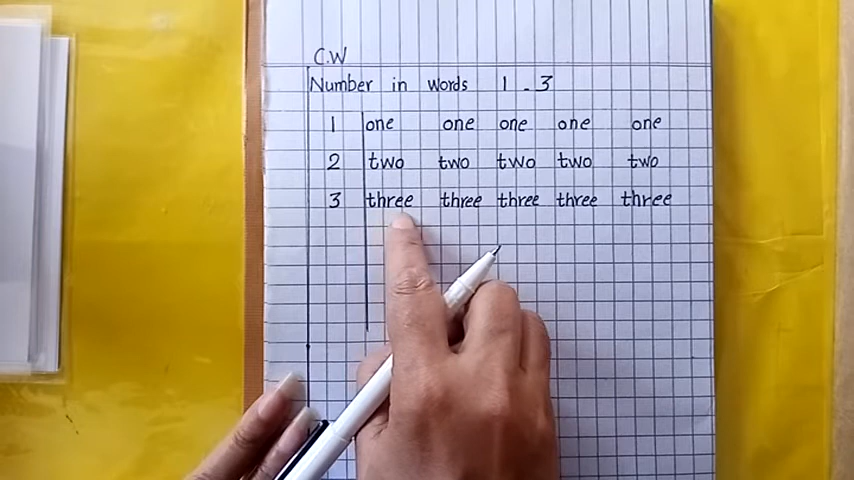 C.W
Number in words 1 - 3
1 one one one one one
2 two two two two two
3 three three three three three